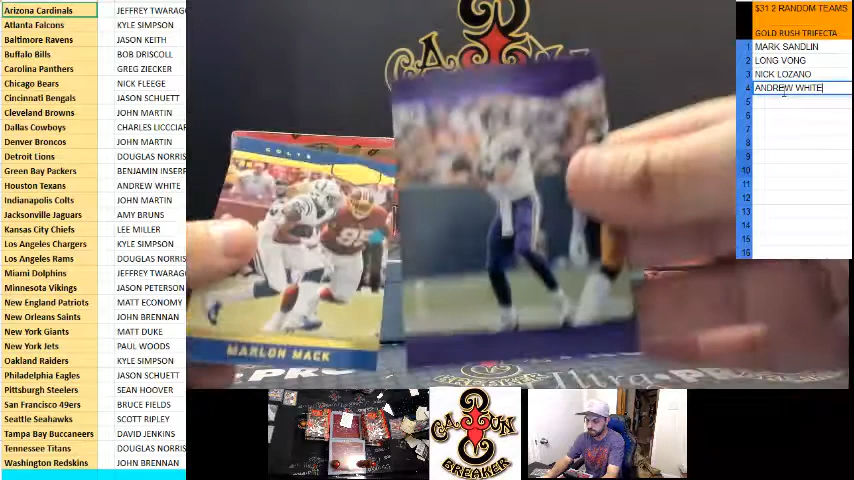 Arizona Cardinals JEFFREY TWARAG
Atlanta Falcons KYLE SIMPSON
Baltimore Ravens JASON KEITH
Buffalo Bills BOB DRISCOLL
Carolina Panthers GREG ZIECKER
Chicago Bears NICK FLEEGE
Cincinnati Bengals JASON SCHUETT
Cleveland Browns JOHN MARTIN
Dallas Cowboys CHARLES LICCCIAR
Denver Broncos JOHN MARTIN
Detroit Lions DOUGLAS NORRIS
Green Bay Packers BENJAMIN INSERR
Houston Texans ANDREW WHITE
Indianapolis Colts JOHN MARTIN
Jacksonville Jaguars AMY BRUNS
Kansas City Chiefs LEE MILLER
Los Angeles Chargers KYLE SIMPSON
Los Angeles Rams DOUGLAS NORRIS
Miami Dolphins JEFFREY TWARAG
Minnesota Vikings JASON PETERSON
New England Patriots MATT ECONOMY
New Orleans Saints JOHN BRENNAN
New York Giants MATT DUKE
New York Jets PAUL WOODS
Oakland Raiders KYLE SIMPSON
Philadelphia Eagles JASON SCHUETT
Pittsburgh Steelers SEAN HOOVER
San Francisco 49ers BRUCE FIELDS
Seattle Seahawks SCOTT RIPLEY
Tampa Bay Buccaneers DAVID JENKINS
Tennessee Titans DOUGLAS NORRIS
Washington Redskins JOHN BRENNAN
COLTS
MARLON MACK
CAJUN
BREAKER
$31 2 RANDOM TEAMS
GOLD RUSH TRIFECTA
1 MARK SANDLIN
2 LONG VONG
3 NICK LOZANO
4 ANDREW WHITE
5
6
7
8
9
10
11
12
13
14
15
16